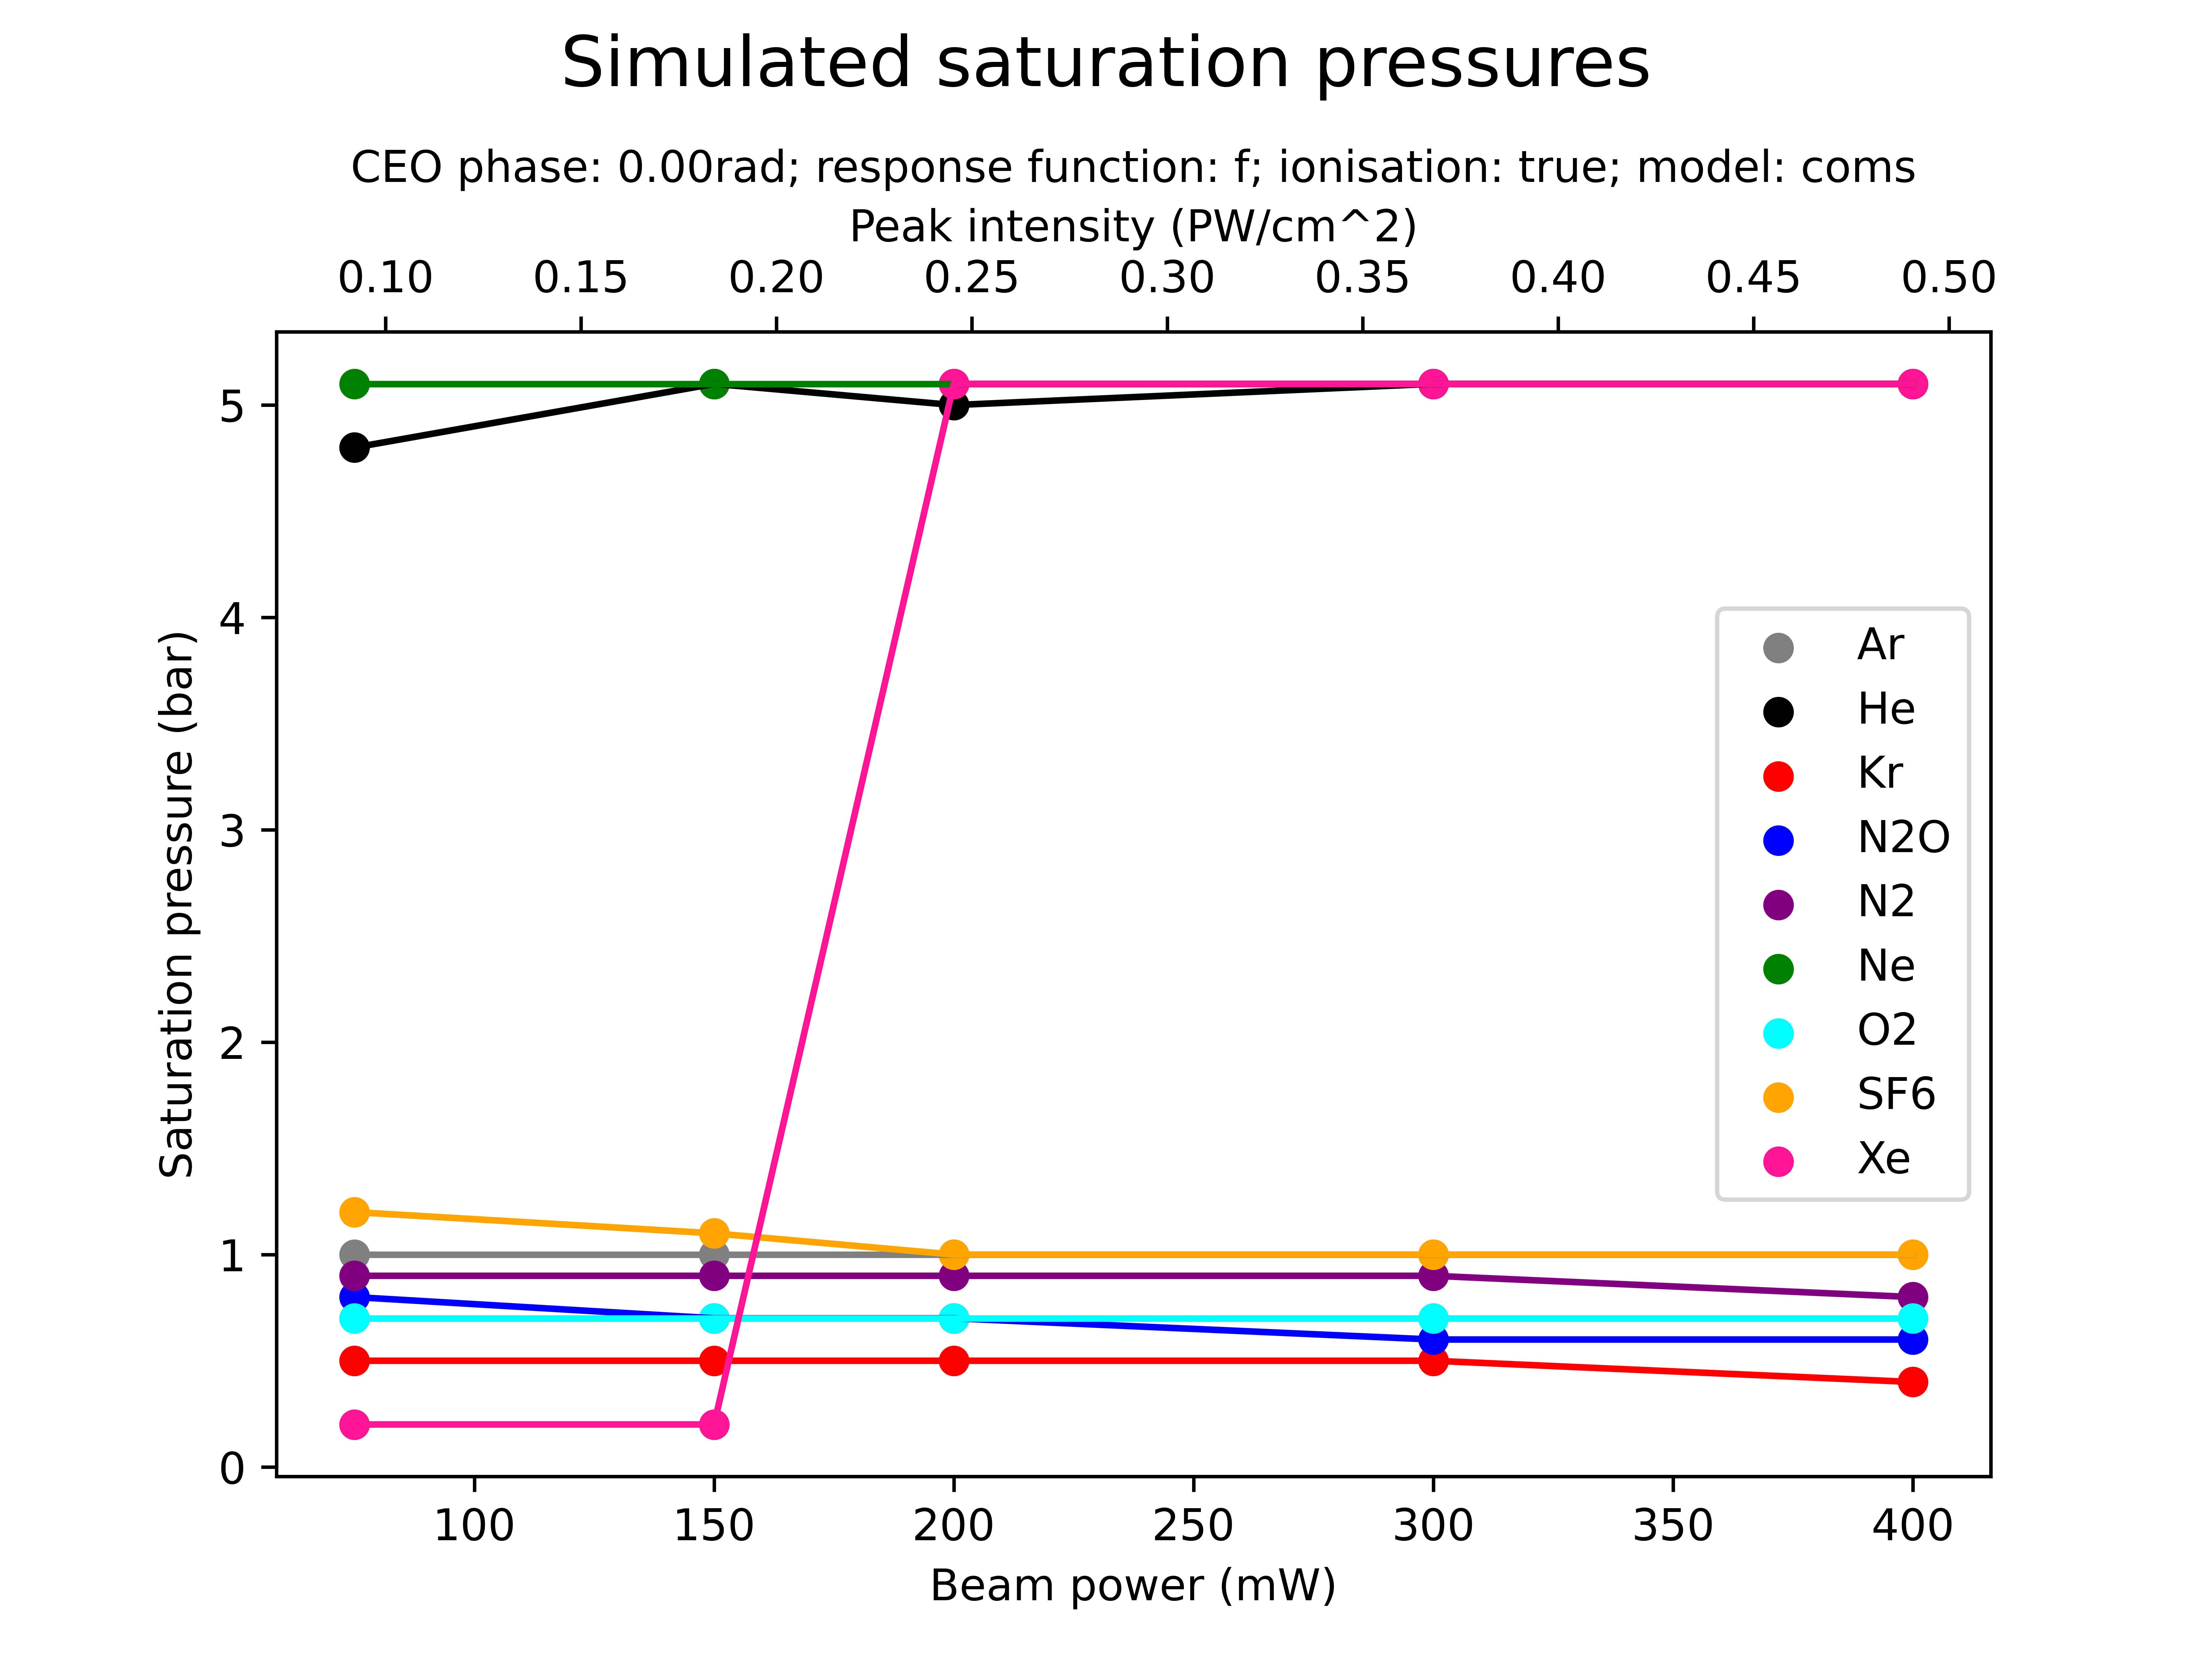 Simulated saturation pressures
CEO phase: 0.00rad; response function: f; ionisation: true; model: coms
Peak intensity (PW/cm^2)
0.10 0.15 0.20 0.25 0.30 0.35 0.40 0.45 0.50
Saturation pressure (bar)
5
4
3
2
1
0
Ar
He
Kr
N2O
N2
Ne
O2
SF6
Xe
100 150 200 250 300 350 400
Beam power (mW)